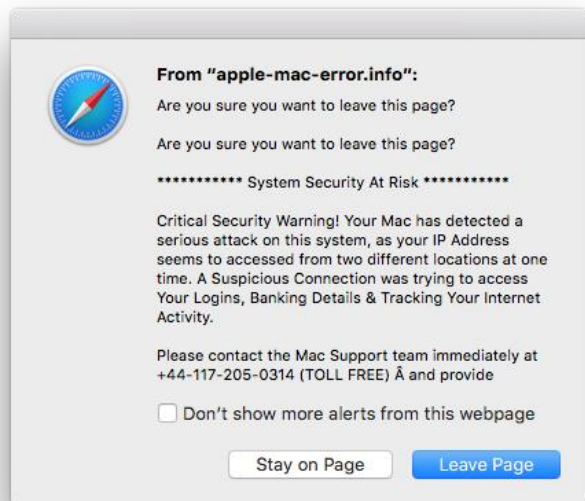 From “apple-mac-error.info”:
Are you sure you want to leave this page?
Are you sure you want to leave this page?
*********** System Security At Risk ***********
Critical Security Warning! Your Mac has detected a
serious attack on this system, as your IP Address
seems to accessed from two different locations at one
time. A Suspicious Connection was trying to access
Your Logins, Banking Details & Tracking Your Internet
Activity.
Please contact the Mac Support team immediately at
+44-117-205-0314 (TOLL FREE) Â and provide
Don’t show more alerts from this webpage
Stay on Page
Leave Page